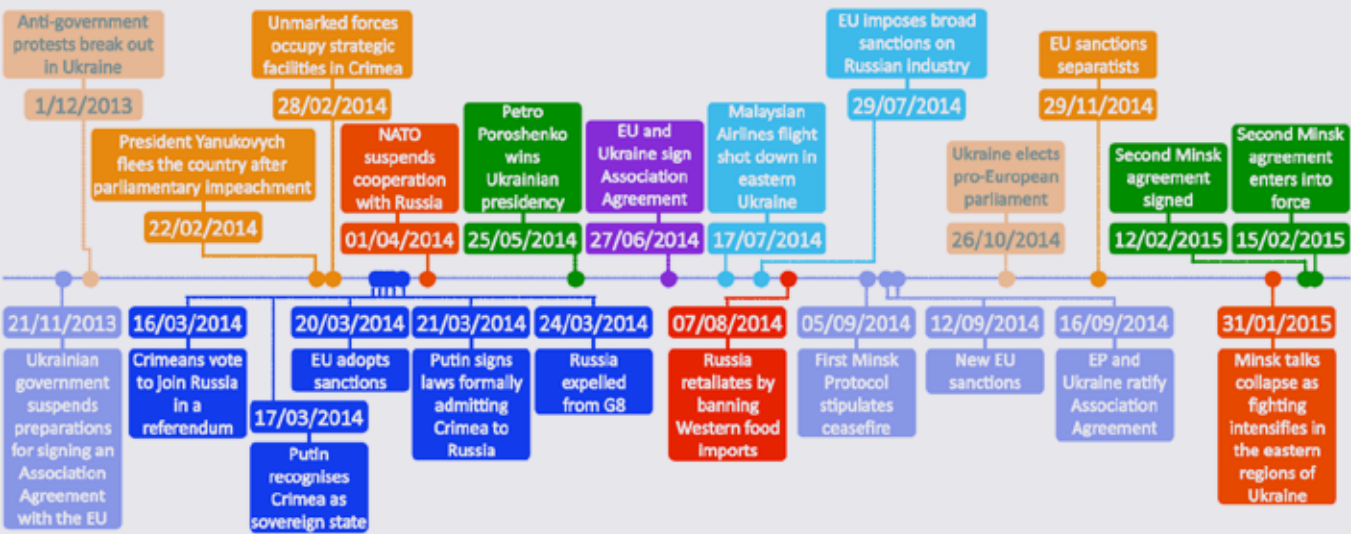 Anti-government
protests break out
in Ukraine
1/12/2013
President Yanukovych
flees the country after
parliamentary impeachment
22/02/2014
Unmarked forces
occupy strategic
facilities in Crimea
28/02/2014
NATO
suspends
cooperation
with Russia
01/04/2014
Petro
Poroshenko
wins
Ukrainian
presidency
25/05/2014
EU and
Ukraine sign
Association
Agreement
27/06/2014
Malaysian
Airlines flight
shot down in
eastern
Ukraine
17/07/2014
EU imposes broad
sanctions on
Russian industry
29/07/2014
Ukraine elects
pro-European
parliament
26/10/2014
EU sanctions
separatists
29/11/2014
Second Minsk
agreement
signed
12/02/2015
Second Minsk
agreement
enters into
force
15/02/2015
21/11/2013
Ukrainian
government
suspends
preparations
for signing an
Association
Agreement
with the EU
16/03/2014
Crimeans vote
to join Russia
in a
referendum
17/03/2014
Putin
recognises
Crimea as
sovereign state
20/03/2014
EU adopts
sanctions
21/03/2014
Putin signs
laws formally
admitting
Crimea to
Russia
24/03/2014
Russia
expelled
from G8
07/08/2014
Russia
retaliates by
banning
Western food
imports
05/09/2014
First Minsk
Protocol
stipulates
ceasefire
12/09/2014
New EU
sanctions
16/09/2014
EP and
Ukraine ratify
Association
Agreement
31/01/2015
Minsk talks
collapse as
fighting
intensifies in
the eastern
regions of
Ukraine